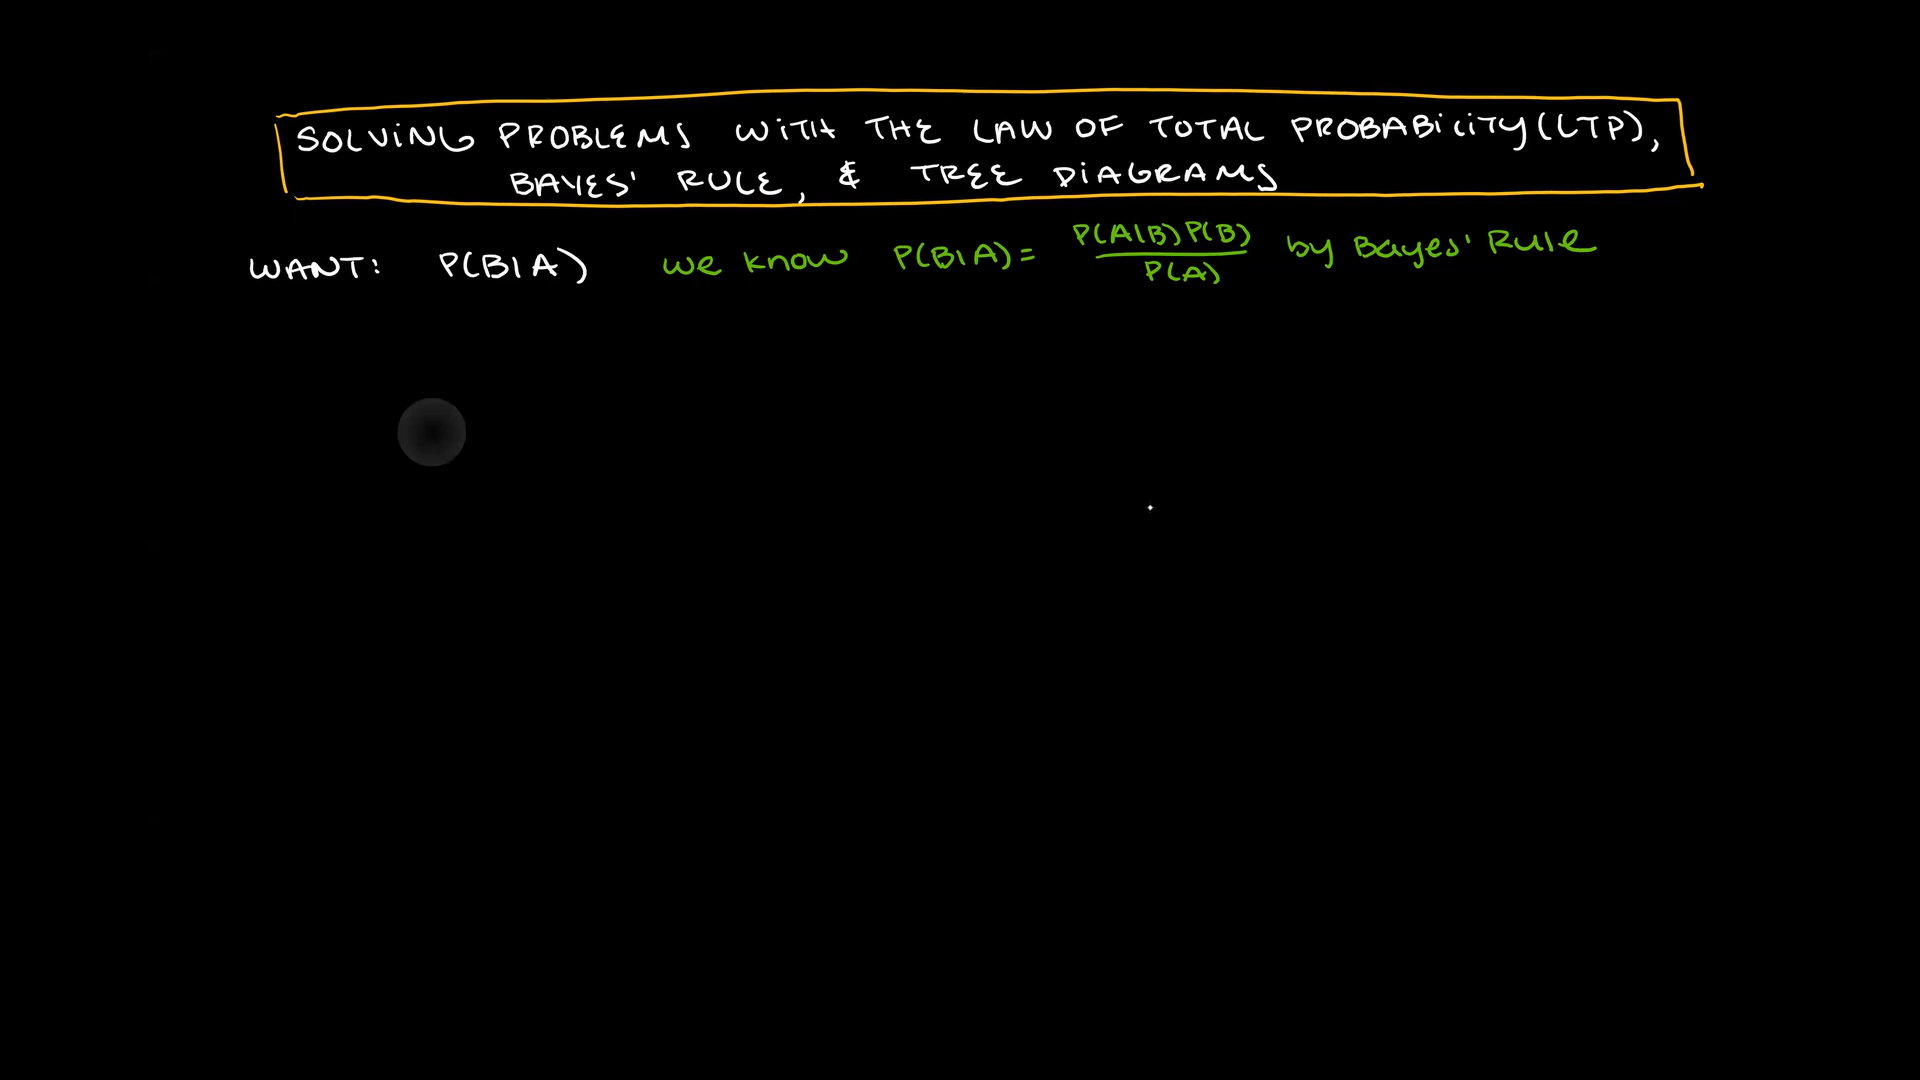 SOLVING PROBLEMS WITH THE LAW OF TOTAL PROBABILITY (LTP),
BAYES' RULE, & TREE DIAGRAMS
WANT: P(B|A) we know P(B|A) = P(A|B)P(B) / P(A) by Bayes' Rule